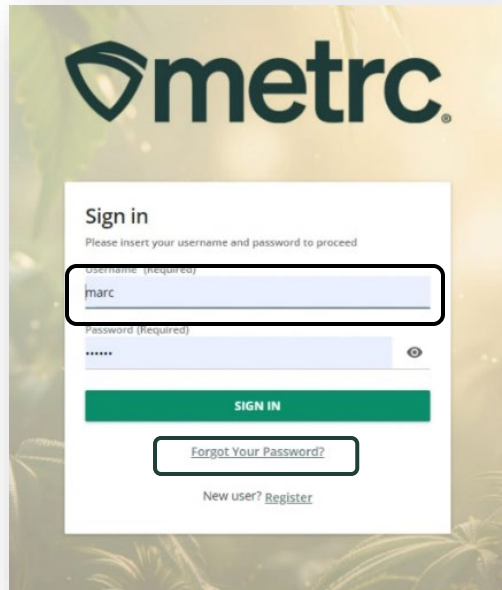 metrc®
Sign in
Please insert your username and password to proceed
Username (Required)
marc
Password (Required)
••••••
SIGN IN
Forgot Your Password?
New user? Register